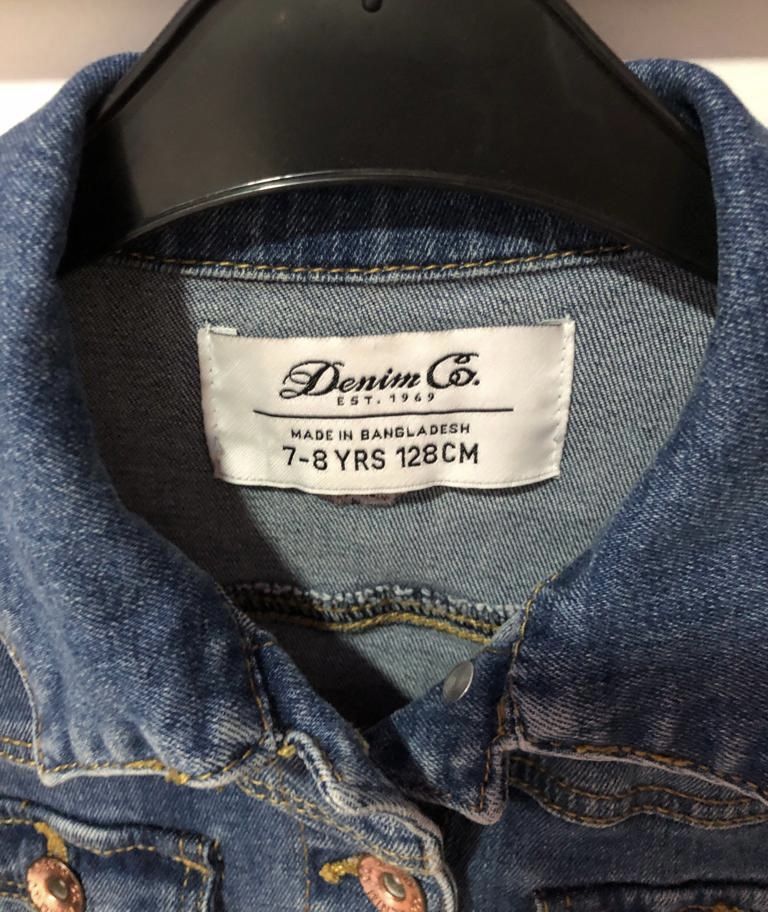 Denim Co.
EST. 1969
MADE IN BANGLADESH
7-8 YRS 128CM